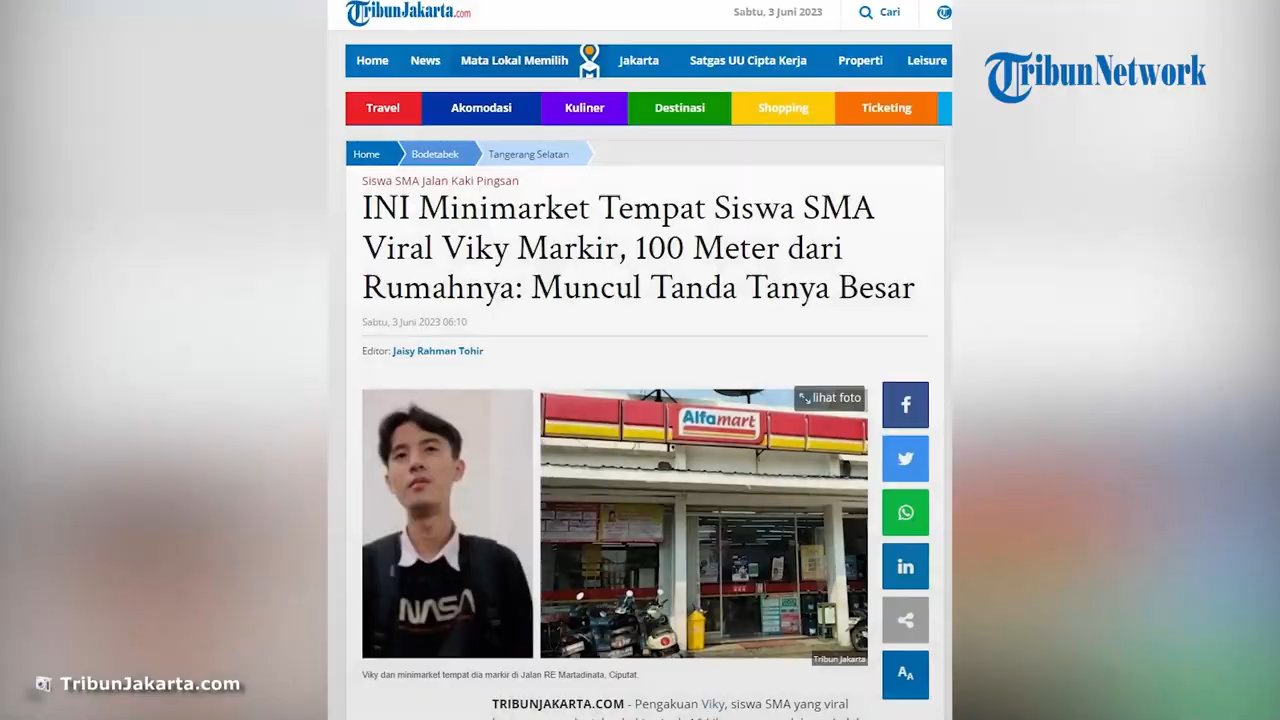 TribunJakarta.com
Sabtu, 3 Juni 2023
Cari
Home News Mata Lokal Memilih M Jakarta Satgas UU Cipta Kerja Properti Leisure
TribunNetwork
Travel Akomodasi Kuliner Destinasi Shopping Ticketing
Home Bodetabek Tangerang Selatan
Siswa SMA Jalan Kaki Pingsan
INI Minimarket Tempat Siswa SMA
Viral Viky Markir, 100 Meter dari
Rumahnya: Muncul Tanda Tanya Besar
Sabtu, 3 Juni 2023 06:10
Editor: Jaisy Rahman Tohir
lihat foto
Alfamart
NASA
Tribun Jakarta
AA
Viky dan minimarket tempat dia markir di Jalan RE Martadinata, Ciputat.
TribunJakarta.com
TRIBUNJAKARTA.COM - Pengakuan Viky, siswa SMA yang viral